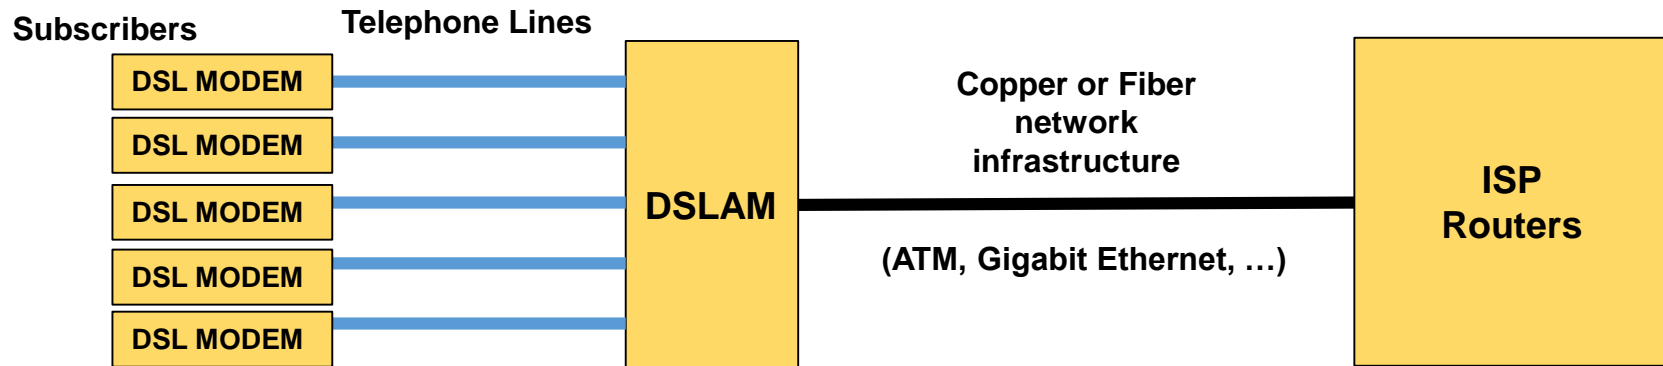 Subscribers
Telephone Lines
DSL MODEM
DSL MODEM
DSL MODEM
DSL MODEM
DSL MODEM
DSLAM
Copper or Fiber
network
infrastructure
(ATM, Gigabit Ethernet, …)
ISP
Routers